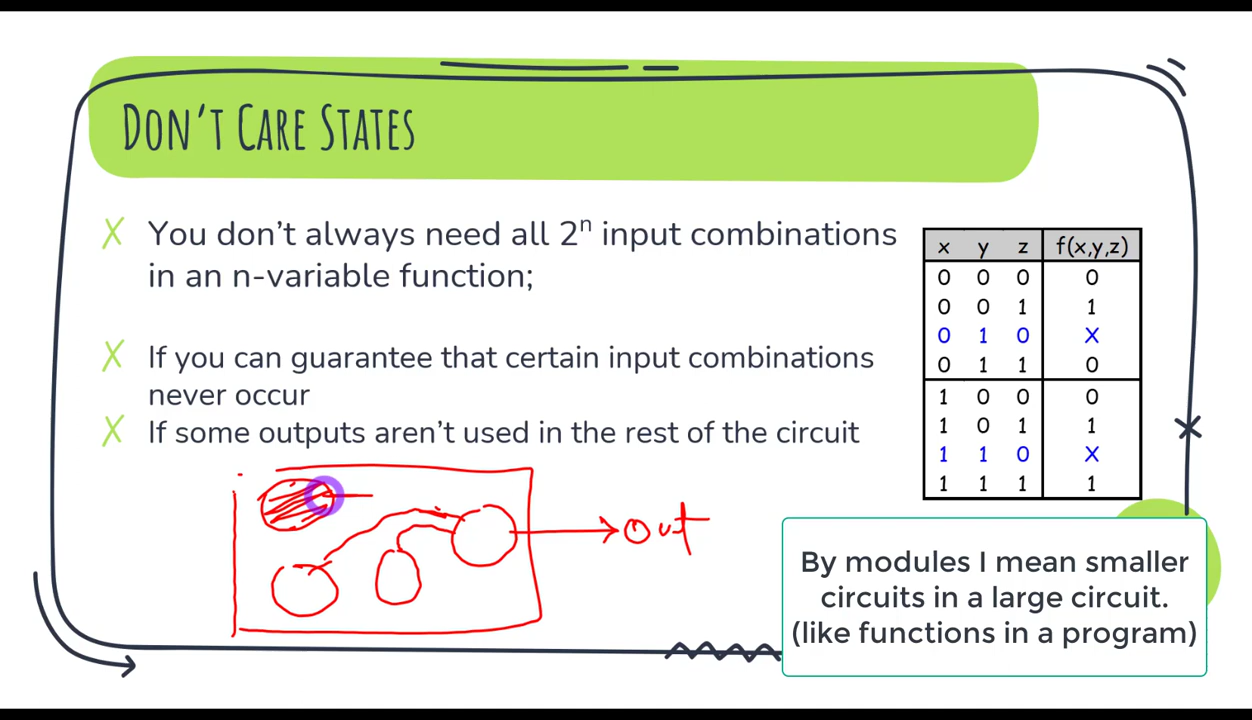 DON'T CARE STATES
X You don't always need all 2ⁿ input combinations
in an n-variable function;
X If you can guarantee that certain input combinations
never occur
X If some outputs aren't used in the rest of the circuit
x y z f(x,y,z)
0 0 0 0
0 0 1 1
0 1 0 X
0 1 1 0
1 0 0 0
1 0 1 1
1 1 0 X
1 1 1 1
out
By modules I mean smaller
circuits in a large circuit.
(like functions in a program)